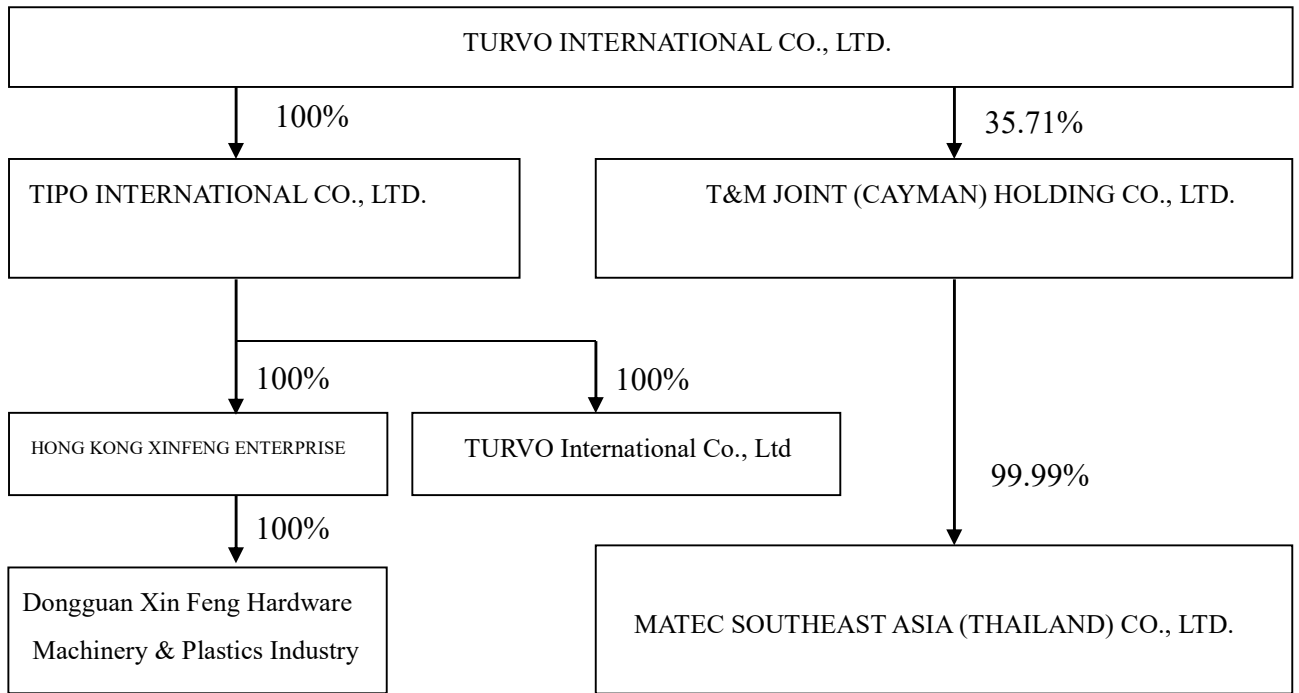 TURVO INTERNATIONAL CO., LTD.
100%
35.71%
TIPO INTERNATIONAL CO., LTD.
T&M JOINT (CAYMAN) HOLDING CO., LTD.
100%
100%
HONG KONG XINFENG ENTERPRISE
TURVO International Co., Ltd
99.99%
100%
Dongguan Xin Feng Hardware
Machinery & Plastics Industry
MATEC SOUTHEAST ASIA (THAILAND) CO., LTD.